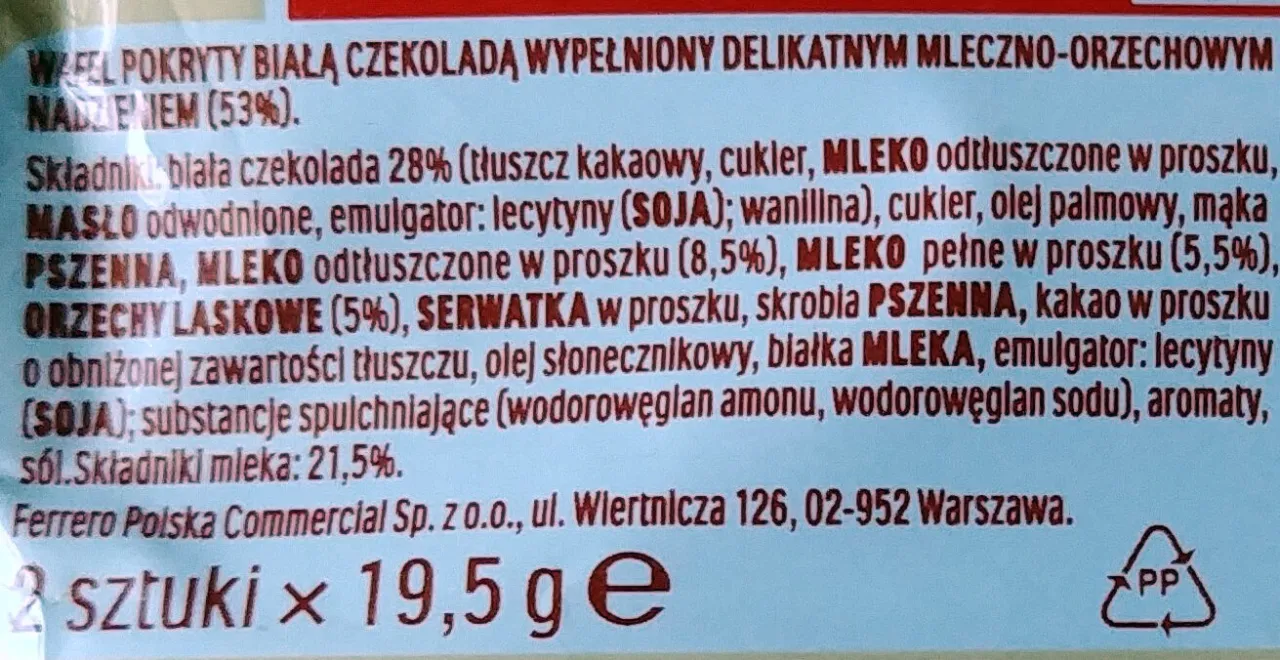 WAFEL POKRYTY BIAŁĄ CZEKOLADĄ WYPEŁNIONY DELIKATNYM MLECZNO-ORZECHOWYM
NADZIENIEM (53%).
Składniki: biała czekolada 28% (tłuszcz kakaowy, cukier, MLEKO odtłuszczone w proszku,
MASŁO odwodnione, emulgator: lecytyny (SOJA); wanilina), cukier, olej palmowy, mąka
PSZENNA, MLEKO odtłuszczone w proszku (8,5%), MLEKO pełne w proszku (5,5%),
ORZECHY LASKOWE (5%), SERWATKA w proszku, skrobia PSZENNA, kakao w proszku
o obniżonej zawartości tłuszczu, olej słonecznikowy, białka MLEKA, emulgator: lecytyny
(SOJA); substancje spulchniające (wodorowęglan amonu, wodorowęglan sodu), aromaty,
sól.Składniki mleka: 21,5%.
Ferrero Polska Commercial Sp. z o.o., ul. Wiertnicza 126, 02-952 Warszawa.
2 sztuki x 19,5 g e
PP